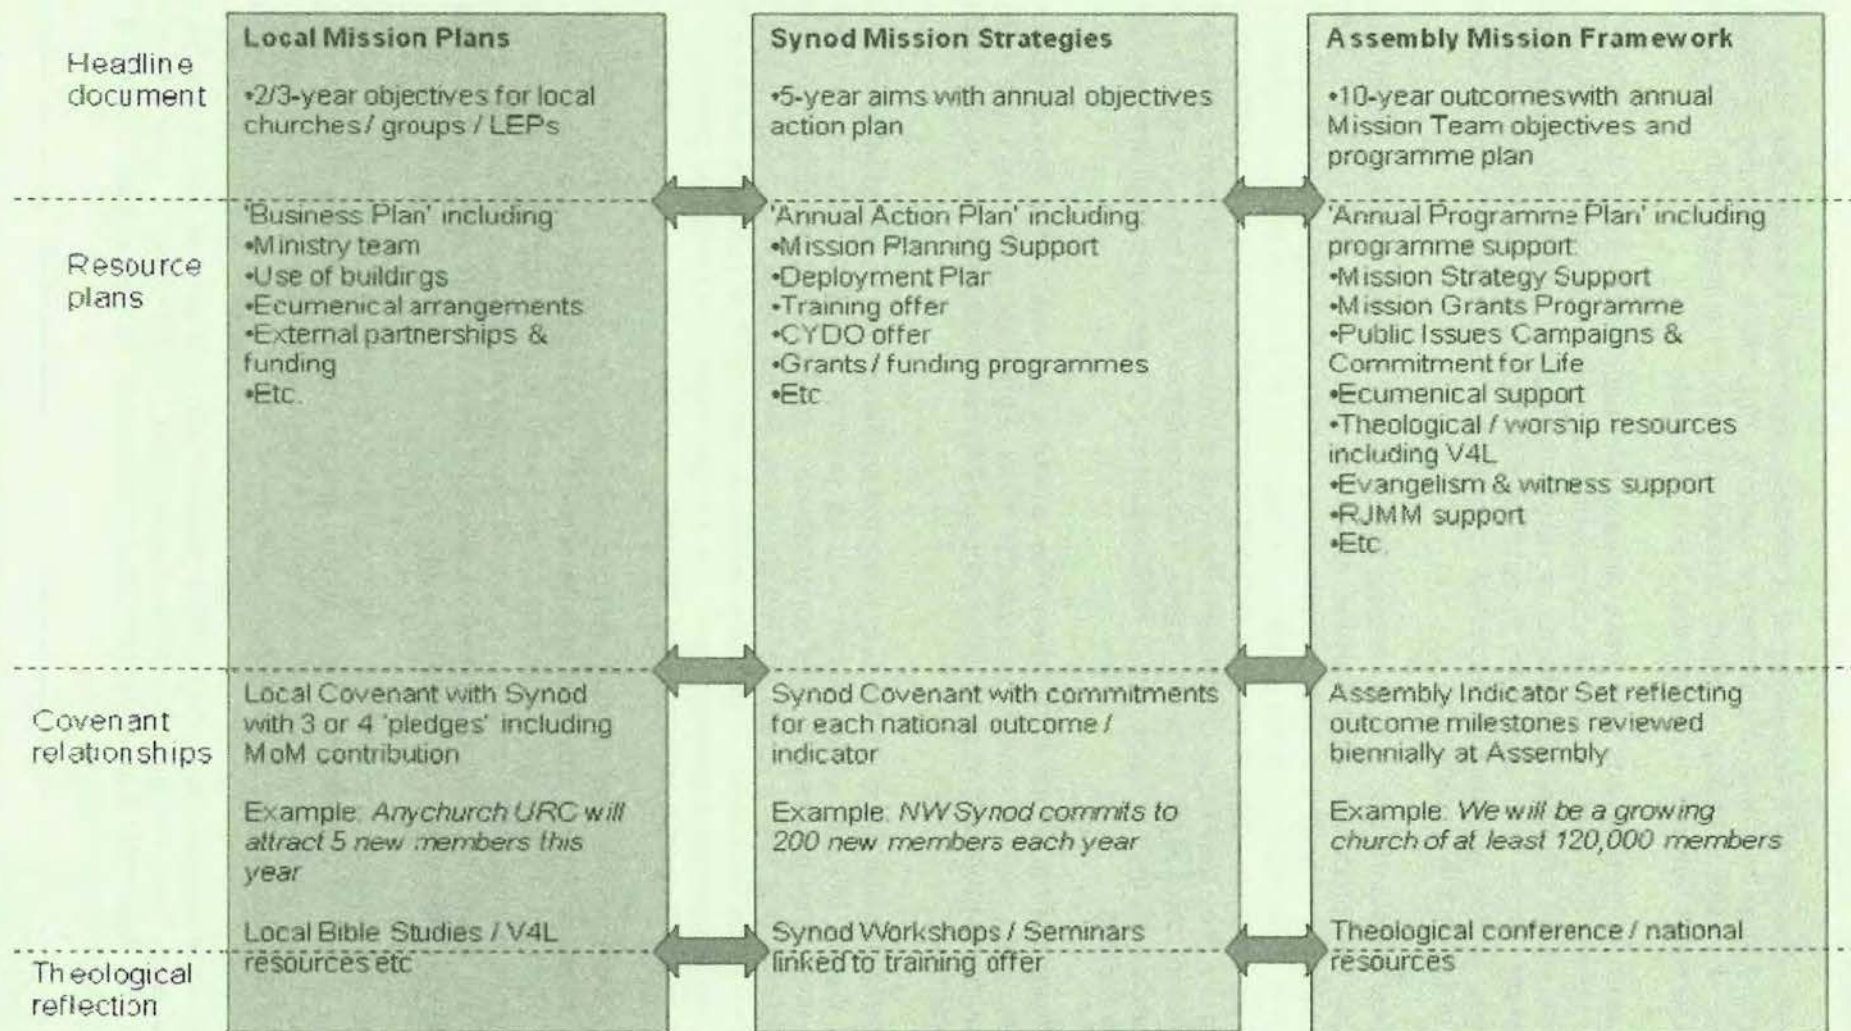 Headline
document
Local Mission Plans
•2/3-year objectives for local
churches / groups / LEPs
Synod Mission Strategies
•5-year aims with annual objectives
action plan
Assembly Mission Framework
•10-year outcomes with annual
Mission Team objectives and
programme plan
Resource
plans
'Business Plan' including:
•Ministry team
•Use of buildings
•Ecumenical arrangements
•External partnerships &
funding
•Etc.
'Annual Action Plan' including:
•Mission Planning Support
•Deployment Plan
•Training offer
•CYDO offer
•Grants / funding programmes
•Etc
'Annual Programme Plan' including
programme support:
•Mission Strategy Support
•Mission Grants Programme
•Public Issues Campaigns &
Commitment for Life
•Ecumenical support
•Theological / worship resources
including V4L
•Evangelism & witness support
•RJMM support
•Etc.
Covenant
relationships
Local Covenant with Synod
with 3 or 4 'pledges' including
MoM contribution
Example: Anychurch URC will
attract 5 new members this
year
Synod Covenant with commitments
for each national outcome /
indicator
Example: NW Synod commits to
200 new members each year
Assembly Indicator Set reflecting
outcome milestones reviewed
biennially at Assembly
Example: We will be a growing
church of at least 120,000 members
Theological
reflection
Local Bible Studies / V4L
resources etc
Synod Workshops / Seminars
linked to training offer
Theological conference / national
resources